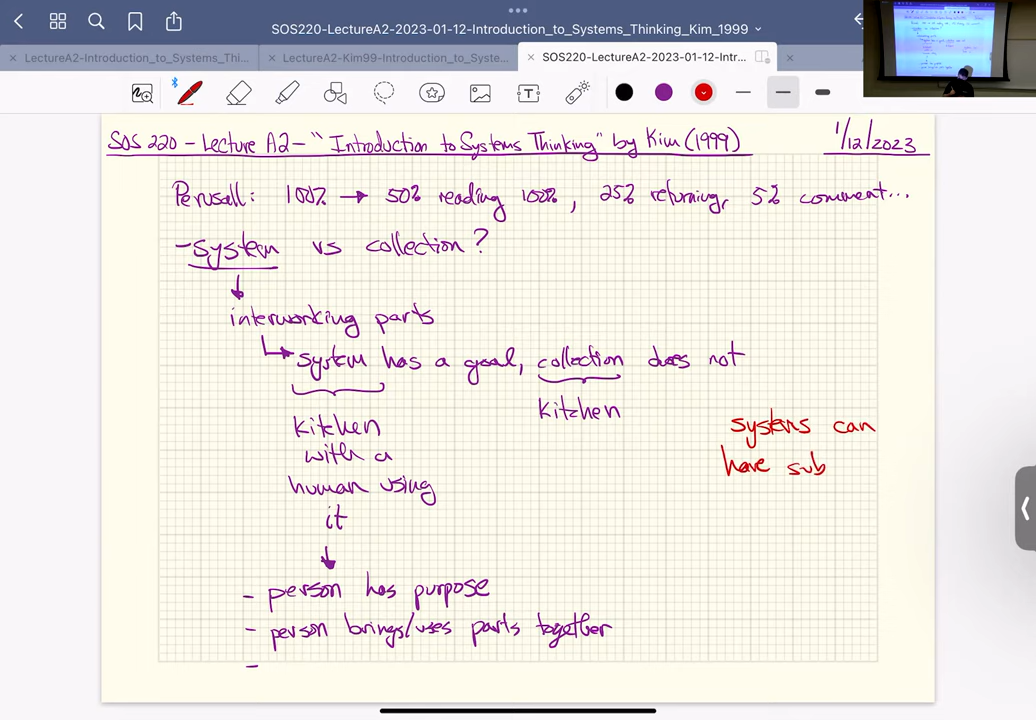 SOS220-LectureA2-2023-01-12-Introduction_to_Systems_Thinking_Kim_1999
LectureA2-Introduction_to_Systems_Thi...
LectureA2-Kim99-Introduction_to_Syste...
SOS220-LectureA2-2023-01-12-Intr...
SOS 220 - Lecture A2 - "Introduction to Systems Thinking" by Kim (1999) 1/12/2023
Perusall: 100% → 50% reading 100%, 25% returning, 5% comment...
- system vs collection?
interworking parts
system has a goal, collection does not
kitchen
kitchen
with a
human using
it
systems can
have sub
- person has purpose
- person brings/uses parts together
-